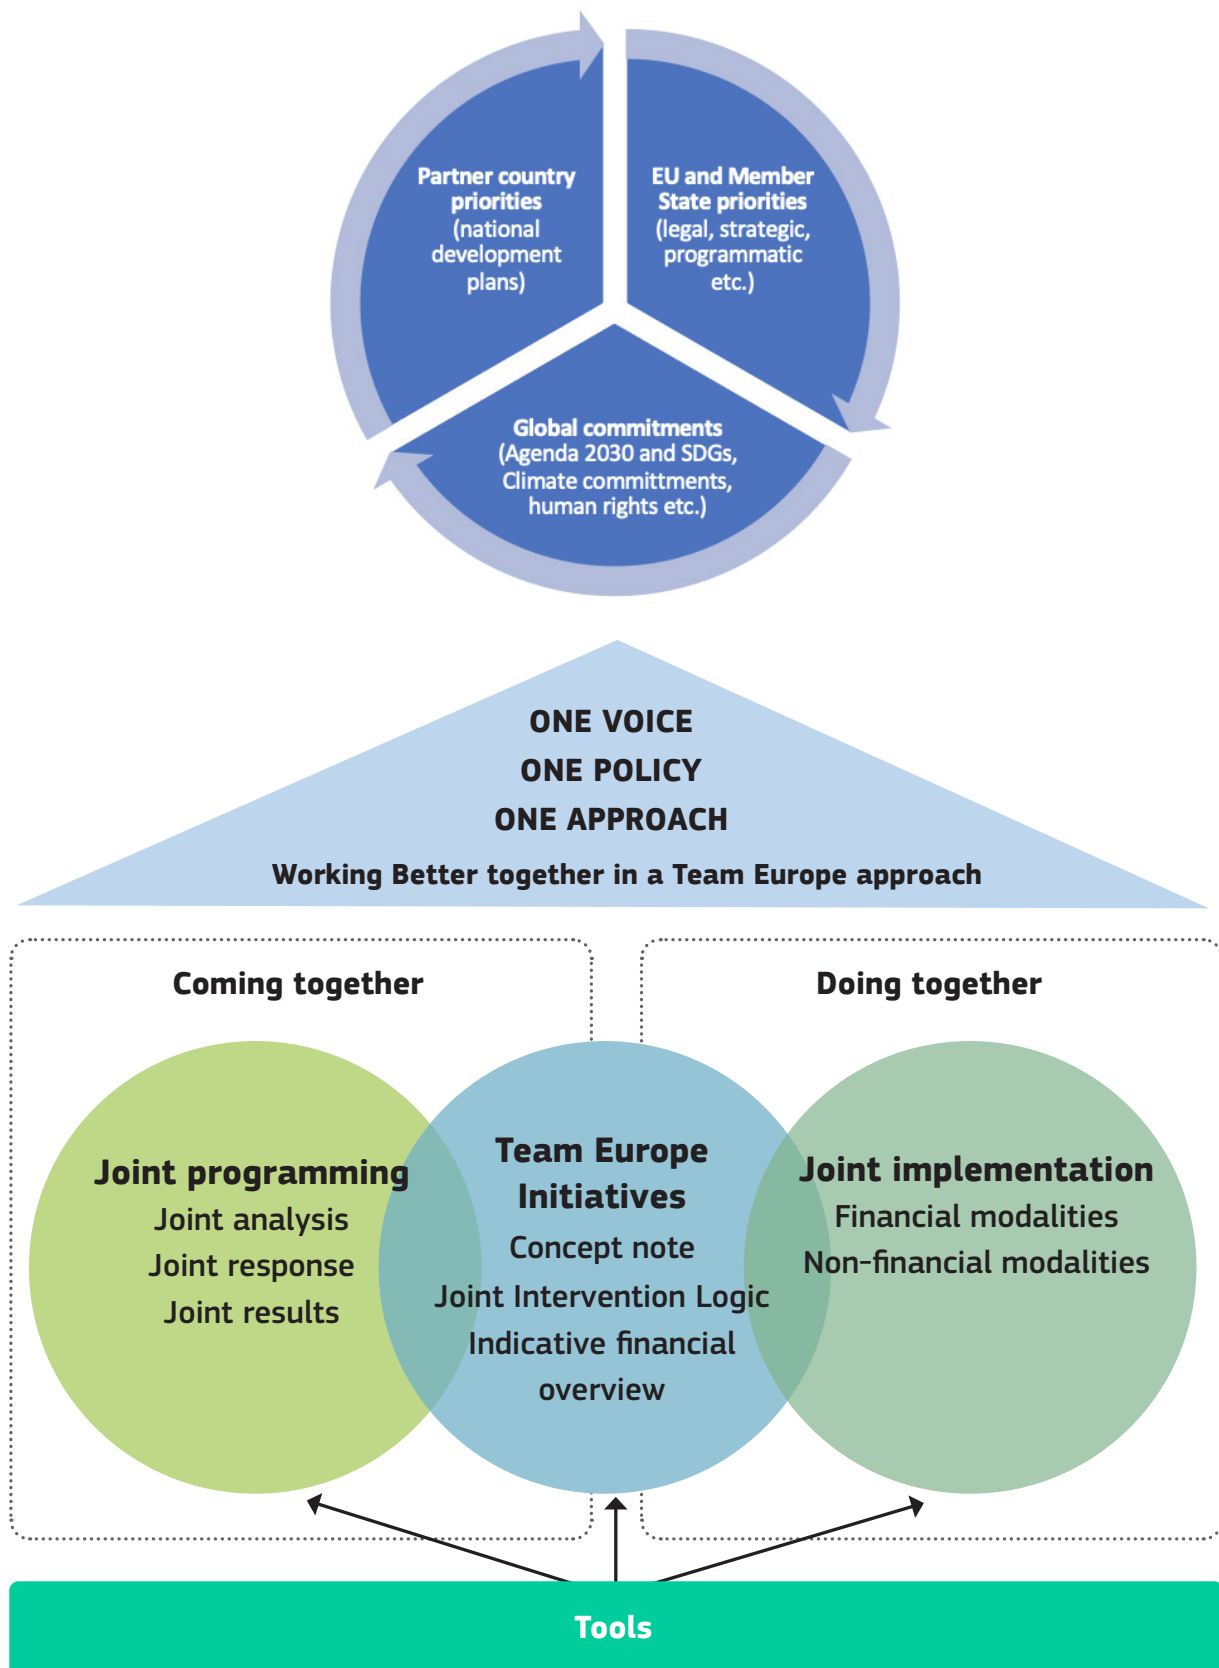 Partner country
priorities
(national
development
plans)
EU and Member
State priorities
(legal, strategic,
programmatic
etc.)
Global commitments
(Agenda 2030 and SDGs,
Climate committments,
human rights etc.)
ONE VOICE
ONE POLICY
ONE APPROACH
Working Better together in a Team Europe approach
Coming together
Doing together
Joint programming
Joint analysis
Joint response
Joint results
Team Europe
Initiatives
Concept note
Joint Intervention Logic
Indicative financial
overview
Joint implementation
Financial modalities
Non-financial modalities
Tools